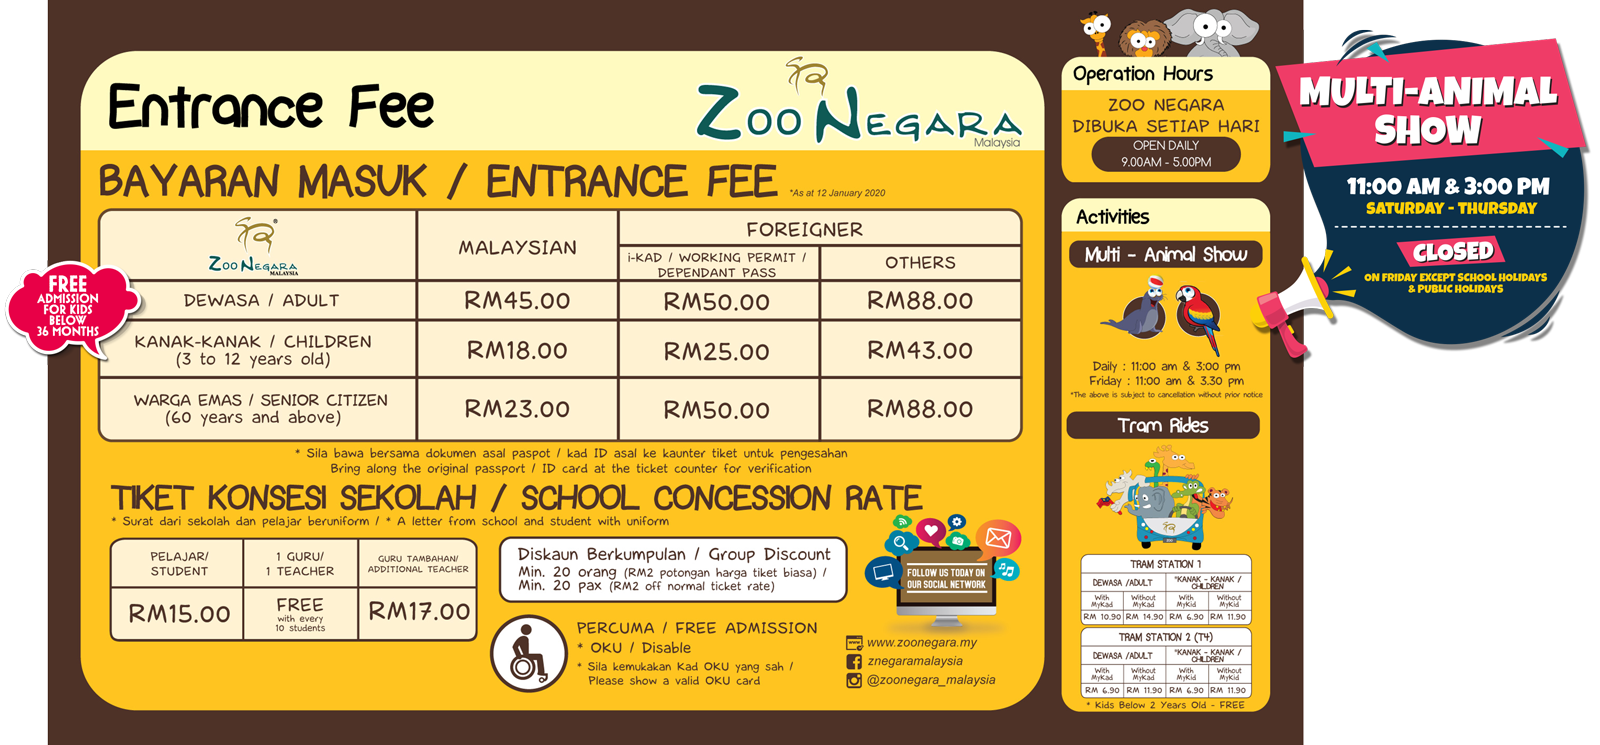 Entrance Fee
ZOO NEGARA
Malaysia
BAYARAN MASUK / ENTRANCE FEE *As at 12 January 2020
ZOO NEGARA
MALAYSIA
MALAYSIAN
FOREIGNER
i-KAD / WORKING PERMIT /
DEPENDANT PASS
OTHERS
DEWASA / ADULT RM45.00 RM50.00 RM88.00
KANAK-KANAK / CHILDREN
(3 to 12 years old)
RM18.00 RM25.00 RM43.00
WARGA EMAS / SENIOR CITIZEN
(60 years and above)
RM23.00 RM50.00 RM88.00
FREE
ADMISSION
FOR KIDS
BELOW
36 MONTHS
* Sila bawa bersama dokumen asal paspot / kad ID asal ke kaunter tiket untuk pengesahan
Bring along the original passport / ID card at the ticket counter for verification
TIKET KONSESI SEKOLAH / SCHOOL CONCESSION RATE
* Surat dari sekolah dan pelajar beruniform / * A letter from school and student with uniform
PELAJAR/
STUDENT
1 GURU/
1 TEACHER
GURU TAMBAHAN/
ADDITIONAL TEACHER
RM15.00
FREE
with every
10 students
RM17.00
Diskaun Berkumpulan / Group Discount
Min. 20 orang (RM2 potongan harga tiket biasa) /
Min. 20 pax (RM2 off normal ticket rate)
PERCUMA / FREE ADMISSION
* OKU / Disable
* Sila kemukakan Kad OKU yang sah /
Please show a valid OKU card
FOLLOW US TODAY ON
OUR SOCIAL NETWORK
www.zoonegara.my
znegaramalaysia
@zoonegara_malaysia
Operation Hours
ZOO NEGARA
DIBUKA SETIAP HARI
OPEN DAILY
9.00AM - 5.00PM
Activities
Multi - Animal Show
Daily : 11:00 am & 3:00 pm
Friday : 11:00 am & 3.30 pm
*The above is subject to cancellation without prior notice
Tram Rides
TRAM STATION 1
DEWASA /ADULT
*KANAK - KANAK /
CHILDREN
With
MyKad
Without
MyKad
With
MyKid
Without
MyKid
RM 10.90 RM 14.90 RM 6.90 RM 11.90
TRAM STATION 2 (T4)
DEWASA /ADULT
*KANAK - KANAK /
CHILDREN
With
MyKad
Without
MyKad
With
MyKid
Without
MyKid
RM 6.90 RM 11.90 RM 6.90 RM 11.90
* Kids Below 2 Years Old - FREE
MULTI-ANIMAL
SHOW
11:00 AM & 3:00 PM
SATURDAY - THURSDAY
CLOSED
ON FRIDAY EXCEPT SCHOOL HOLIDAYS
& PUBLIC HOLIDAYS